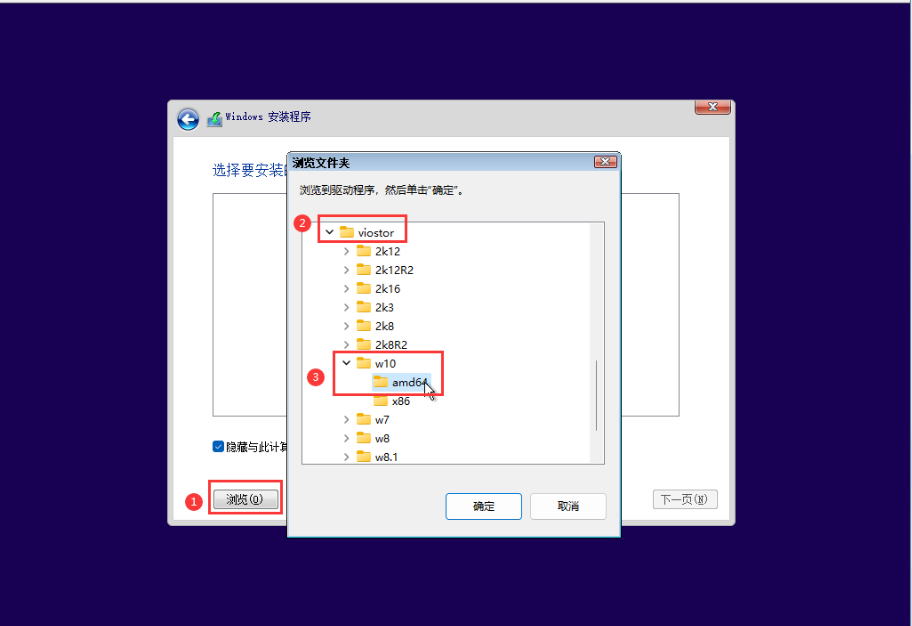 Windows 安装程序
选择要安装
浏览文件夹
浏览到驱动程序，然后单击“确定”。
2
viostor
2k12
2k12R2
2k16
2k3
2k8
2k8R2
3
w10
amd64
x86
w7
w8
w8.1
隐藏与此计
1
浏览(O)
确定
取消
下一页(N)